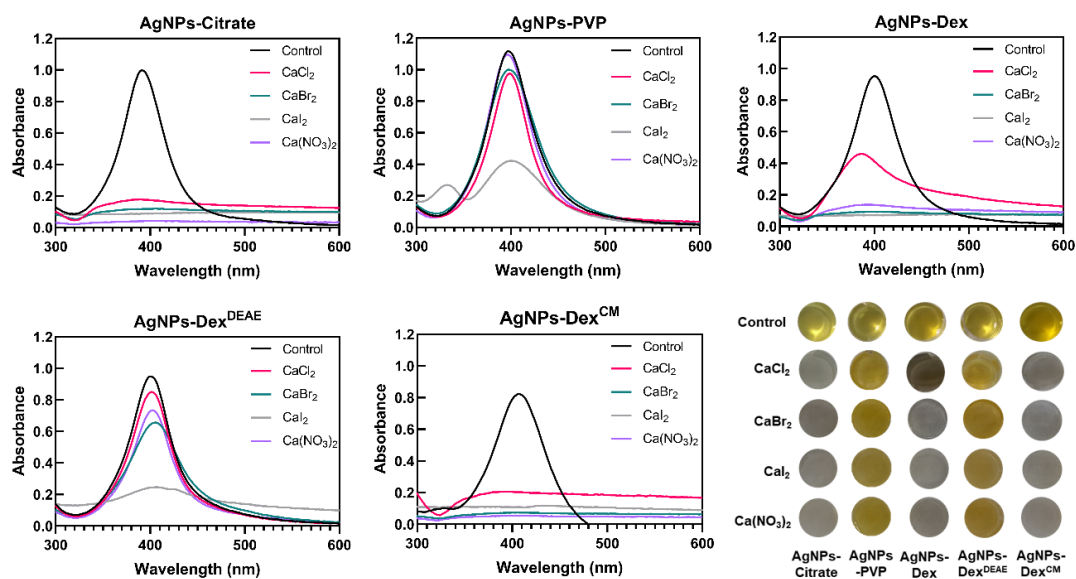 AgNPs-Citrate
Absorbance
1.2
1.0
0.8
0.6
0.4
0.2
0.0
300
400
500
600
Wavelength (nm)
Control
CaCl₂
CaBr₂
CaI₂
Ca(NO₃)₂
AgNPs-PVP
Absorbance
1.2
1.0
0.8
0.6
0.4
0.2
0.0
300
400
500
600
Wavelength (nm)
Control
CaCl₂
CaBr₂
CaI₂
Ca(NO₃)₂
AgNPs-Dex
Absorbance
1.2
1.0
0.8
0.6
0.4
0.2
0.0
300
400
500
600
Wavelength (nm)
Control
CaCl₂
CaBr₂
CaI₂
Ca(NO₃)₂
AgNPs-Dexᴰᴱᴬᴱ
Absorbance
1.2
1.0
0.8
0.6
0.4
0.2
0.0
300
400
500
600
Wavelength (nm)
Control
CaCl₂
CaBr₂
CaI₂
Ca(NO₃)₂
AgNPs-Dexᶜᴹ
Absorbance
1.2
1.0
0.8
0.6
0.4
0.2
0.0
300
400
500
600
Wavelength (nm)
Control
CaCl₂
CaBr₂
CaI₂
Ca(NO₃)₂
Control
CaCl₂
CaBr₂
CaI₂
Ca(NO₃)₂
AgNPs-
Citrate
AgNPs
-PVP
AgNPs-
Dex
AgNPs-
Dexᴰᴱᴬᴱ
AgNPs-
Dexᶜᴹ